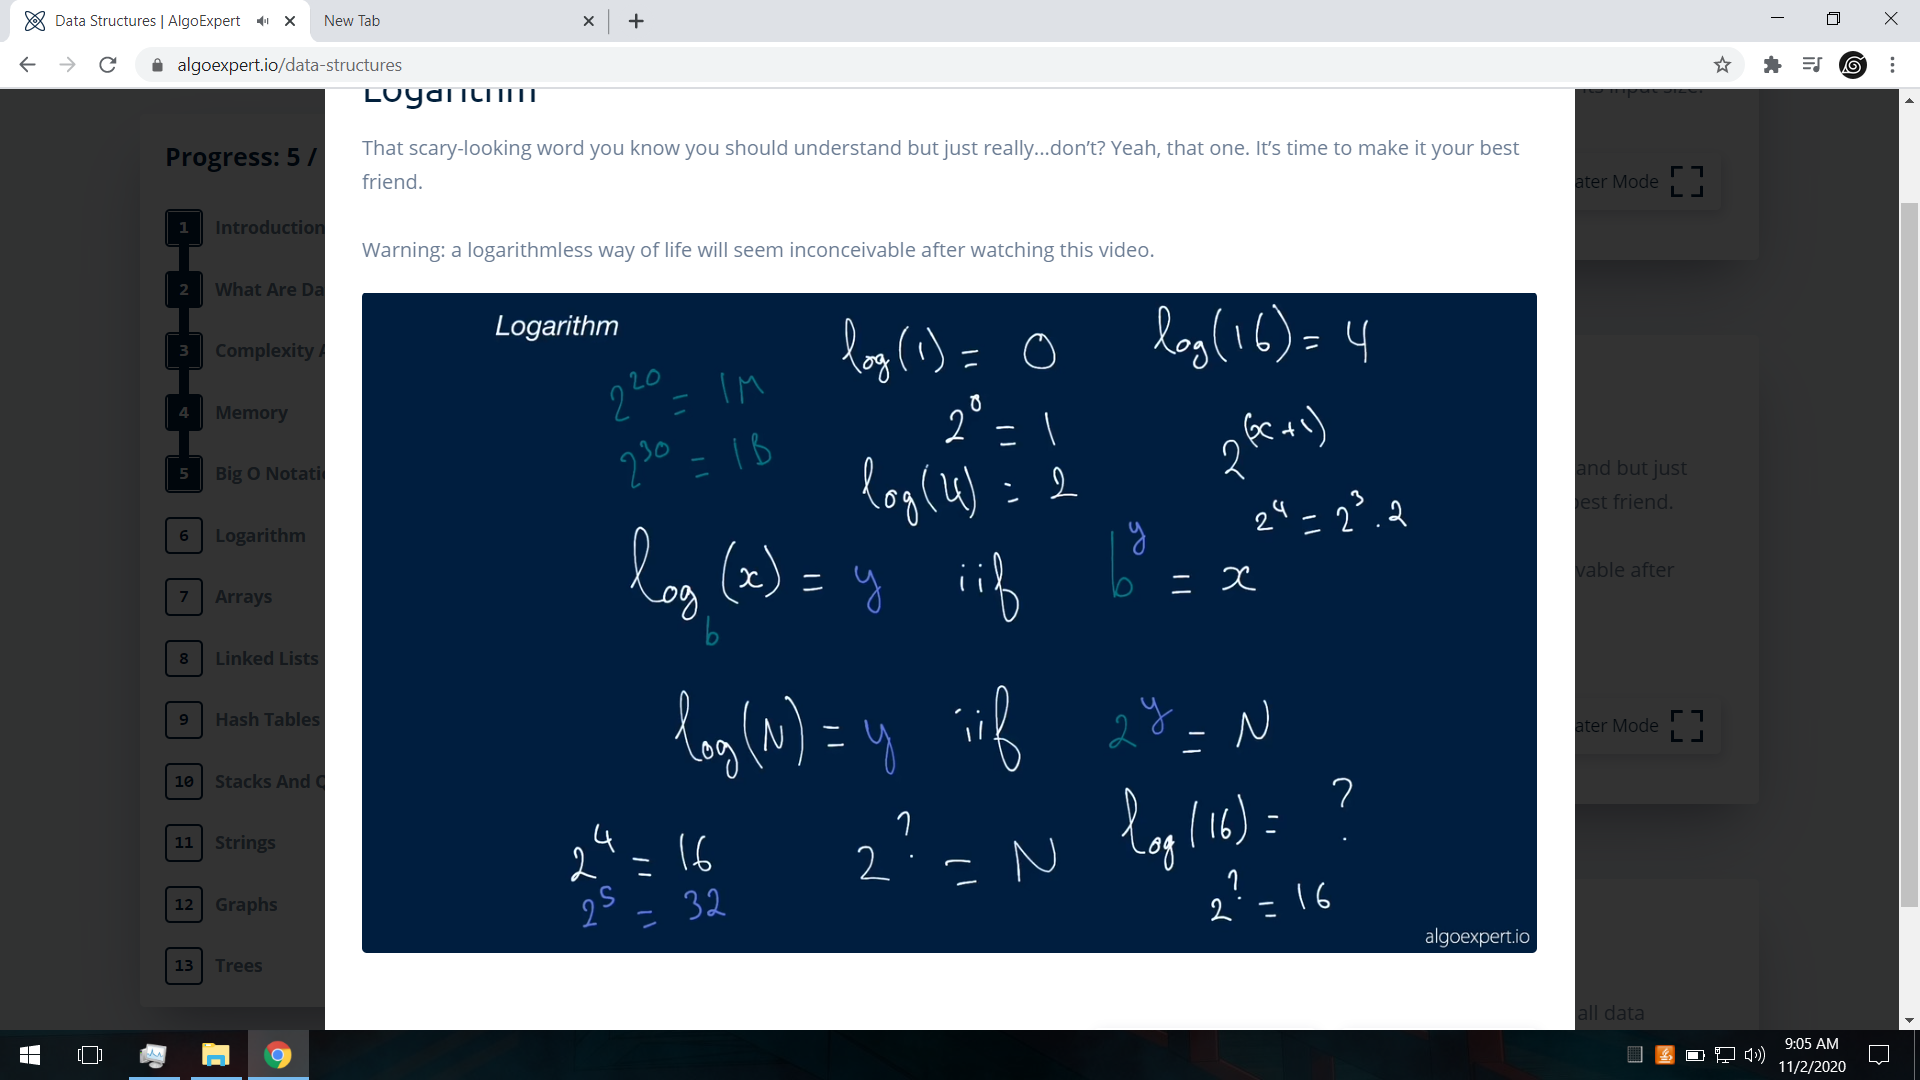 Data Structures | AlgoExpert
New Tab
algoexpert.io/data-structures
Logarithm
That scary-looking word you know you should understand but just really...don't? Yeah, that one. It's time to make it your best
friend.
Warning: a logarithmless way of life will seem inconceivable after watching this video.
Progress: 5 /
1 Introduction
2 What Are Da
3 Complexity A
4 Memory
5 Big O Notati
6 Logarithm
7 Arrays
8 Linked Lists
9 Hash Tables
10 Stacks And Q
11 Strings
12 Graphs
13 Trees
Logarithm
log(1) = 0
log(16) = 4
2^20 = 1M
2^0 = 1
2^(x+1)
2^30 = 1B
log(4) = 2
2^4 = 2^3 . 2
log_b(x) = y iif b^y = x
log(N) = y iif 2^y = N
log(16) = ?
2^4 = 16
2^? = N
2^5 = 32
2^? = 16
algoexpert.io
its input size.
ater Mode
and but just
best friend.
vable after
ater Mode
all data
9:05 AM
11/2/2020